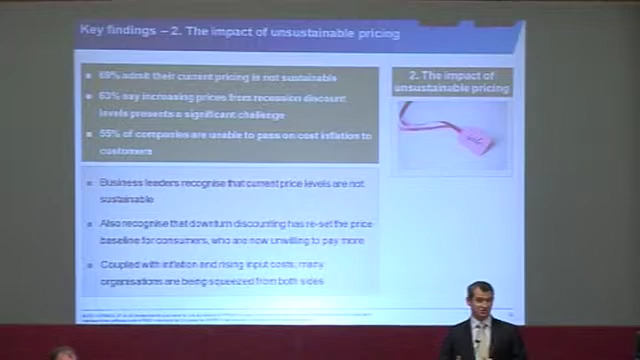 Key findings – 2. The impact of unsustainable pricing
68% admit their current pricing is not sustainable
63% say increasing prices from recession discount
levels presents a significant challenge
55% of companies are unable to pass on cost inflation to
customers
2. The impact of
unsustainable pricing
Business leaders recognise that current price levels are not
sustainable
Also recognise that downturn discounting has re-set the price
baseline for consumers, who are now unwilling to pay more
Coupled with inflation and rising input costs, many
organisations are being squeezed from both sides